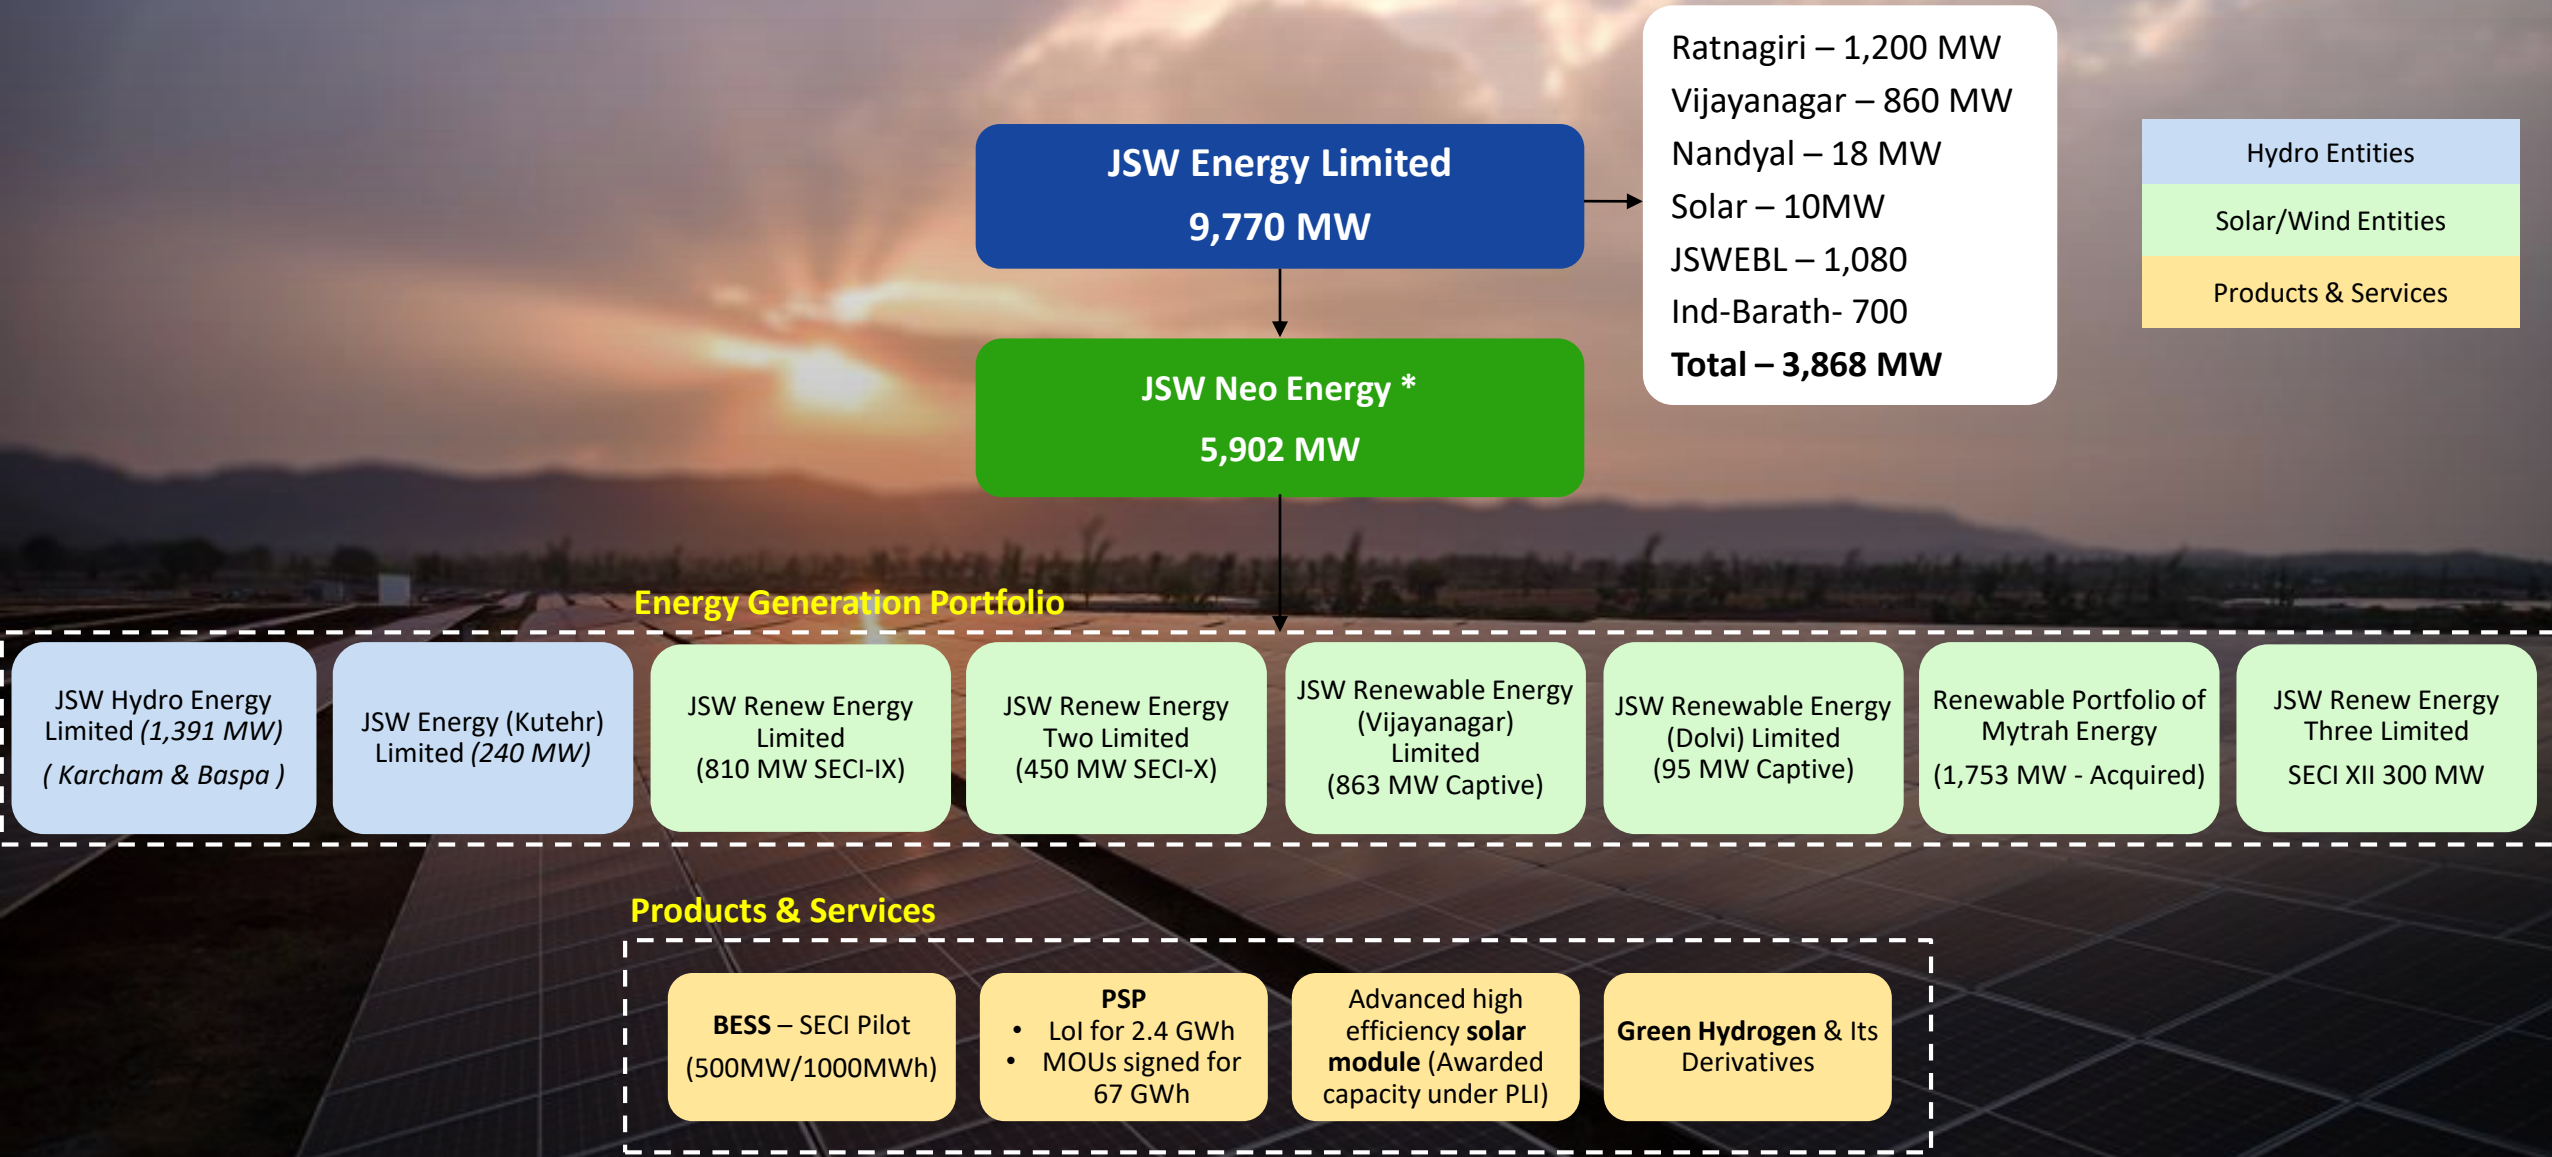 JSW Energy Limited
9,770 MW
Ratnagiri – 1,200 MW
Vijayanagar – 860 MW
Nandyal – 18 MW
Solar – 10MW
JSWEBL – 1,080
Ind-Barath- 700
Total – 3,868 MW
Hydro Entities
Solar/Wind Entities
Products & Services
JSW Neo Energy *
5,902 MW
Energy Generation Portfolio
JSW Hydro Energy
Limited (1,391 MW)
( Karcham & Baspa )
JSW Energy (Kutehr)
Limited (240 MW)
JSW Renew Energy
Limited
(810 MW SECI-IX)
JSW Renew Energy
Two Limited
(450 MW SECI-X)
JSW Renewable Energy
(Vijayanagar)
Limited
(863 MW Captive)
JSW Renewable Energy
(Dolvi) Limited
(95 MW Captive)
Renewable Portfolio of
Mytrah Energy
(1,753 MW - Acquired)
JSW Renew Energy
Three Limited
SECI XII 300 MW
Products & Services
BESS – SECI Pilot
(500MW/1000MWh)
PSP
• LoI for 2.4 GWh
• MOUs signed for
67 GWh
Advanced high
efficiency solar
module (Awarded
capacity under PLI)
Green Hydrogen & Its
Derivatives